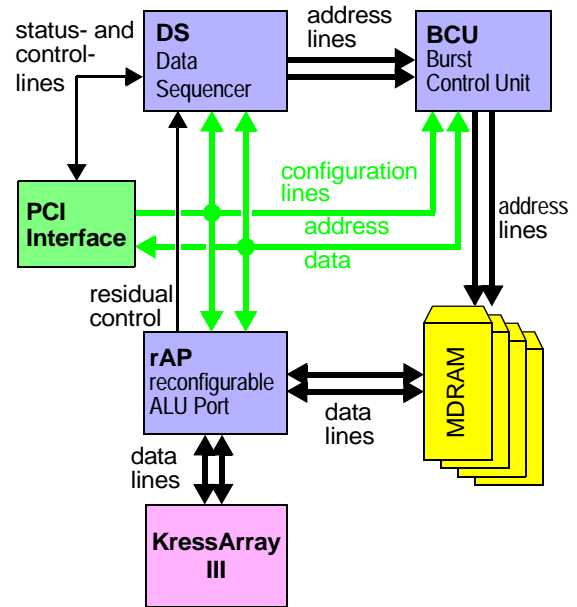 status- and
control-
lines
DS
Data
Sequencer
address
lines
BCU
Burst
Control Unit
configuration
lines
address
data
PCI
Interface
address
lines
residual
control
rAP
reconfigurable
ALU Port
data
lines
MDRAM
data
lines
KressArray
III